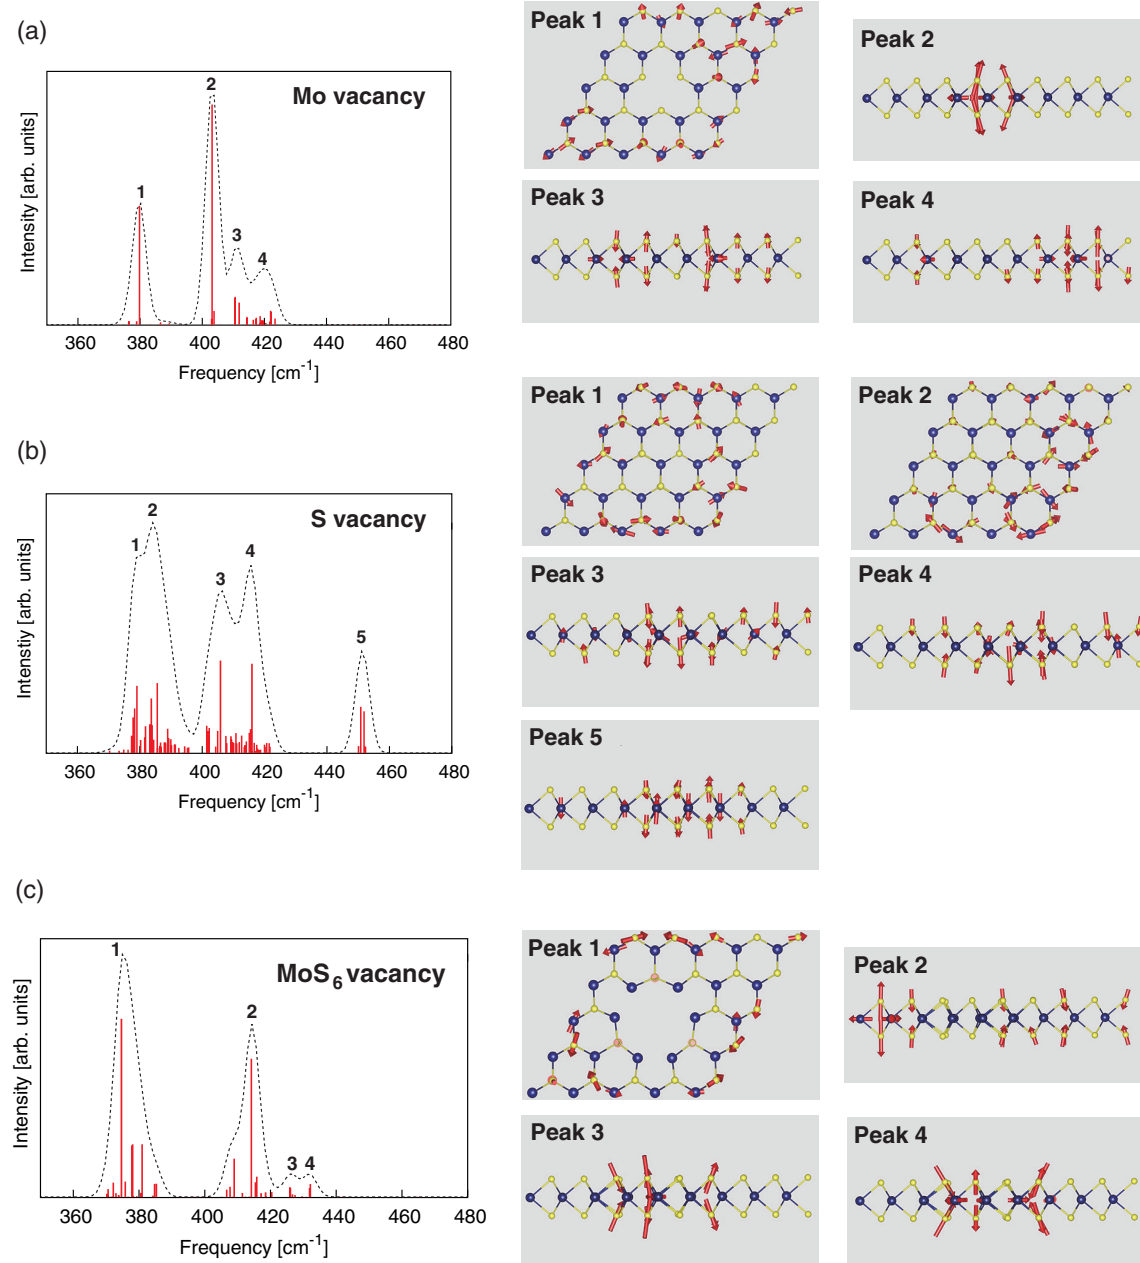 (a)
Mo vacancy
Intensity [arb. units]
1
2
3
4
360 380 400 420 440 460 480
Frequency [cm⁻¹]
Peak 1
Peak 2
Peak 3
Peak 4
(b)
S vacancy
Intenstiy [arb. units]
1
2
3
4
5
360 380 400 420 440 460 480
Frequency [cm⁻¹]
Peak 1
Peak 2
Peak 3
Peak 4
Peak 5
(c)
MoS₆ vacancy
Intensity [arb. units]
1
2
3 4
360 380 400 420 440 460 480
Frequency [cm⁻¹]
Peak 1
Peak 2
Peak 3
Peak 4